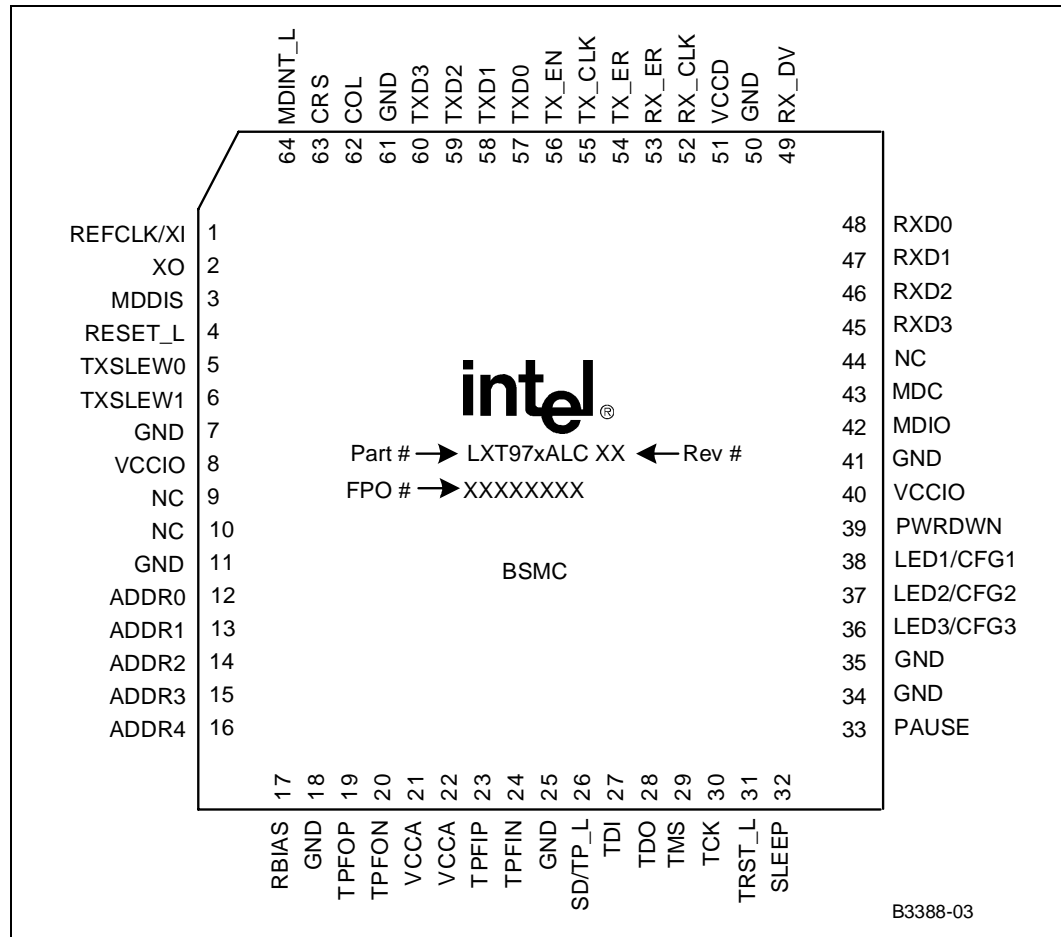 MDINT_L
CRS
COL
GND
TXD3
TXD2
TXD1
TXD0
TX_EN
TX_CLK
TX_ER
RX_ER
RX_CLK
VCCD
GND
RX_DV
64
63
62
61
60
59
58
57
56
55
54
53
52
51
50
49
REFCLK/XI 1
XO 2
MDDIS 3
RESET_L 4
TXSLEW0 5
TXSLEW1 6
GND 7
VCCIO 8
NC 9
NC 10
GND 11
ADDR0 12
ADDR1 13
ADDR2 14
ADDR3 15
ADDR4 16
intel®
Part # LXT97xALC XX Rev #
FPO # XXXXXXXX
BSMC
48 RXD0
47 RXD1
46 RXD2
45 RXD3
44 NC
43 MDC
42 MDIO
41 GND
40 VCCIO
39 PWRDWN
38 LED1/CFG1
37 LED2/CFG2
36 LED3/CFG3
35 GND
34 GND
33 PAUSE
17
18
19
20
21
22
23
24
25
26
27
28
29
30
31
32
RBIAS
GND
TPFOP
TPFON
VCCA
VCCA
TPFIP
TPFIN
GND
SD/TP_L
TDI
TDO
TMS
TCK
TRST_L
SLEEP
B3388-03